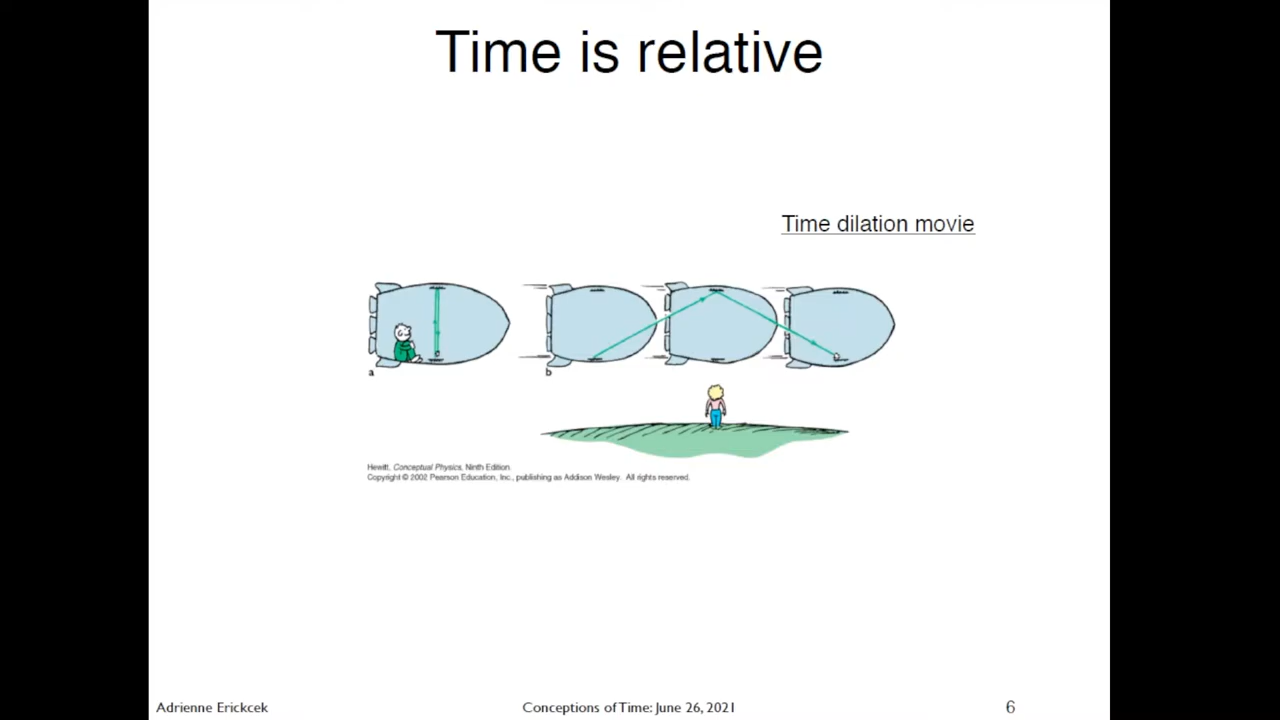 Time is relative
Time dilation movie
a
b
Hewitt, Conceptual Physics, Ninth Edition.
Copyright © 2002 Pearson Education, Inc., publishing as Addison Wesley. All rights reserved.
Adrienne Erickcek
Conceptions of Time: June 26, 2021
6